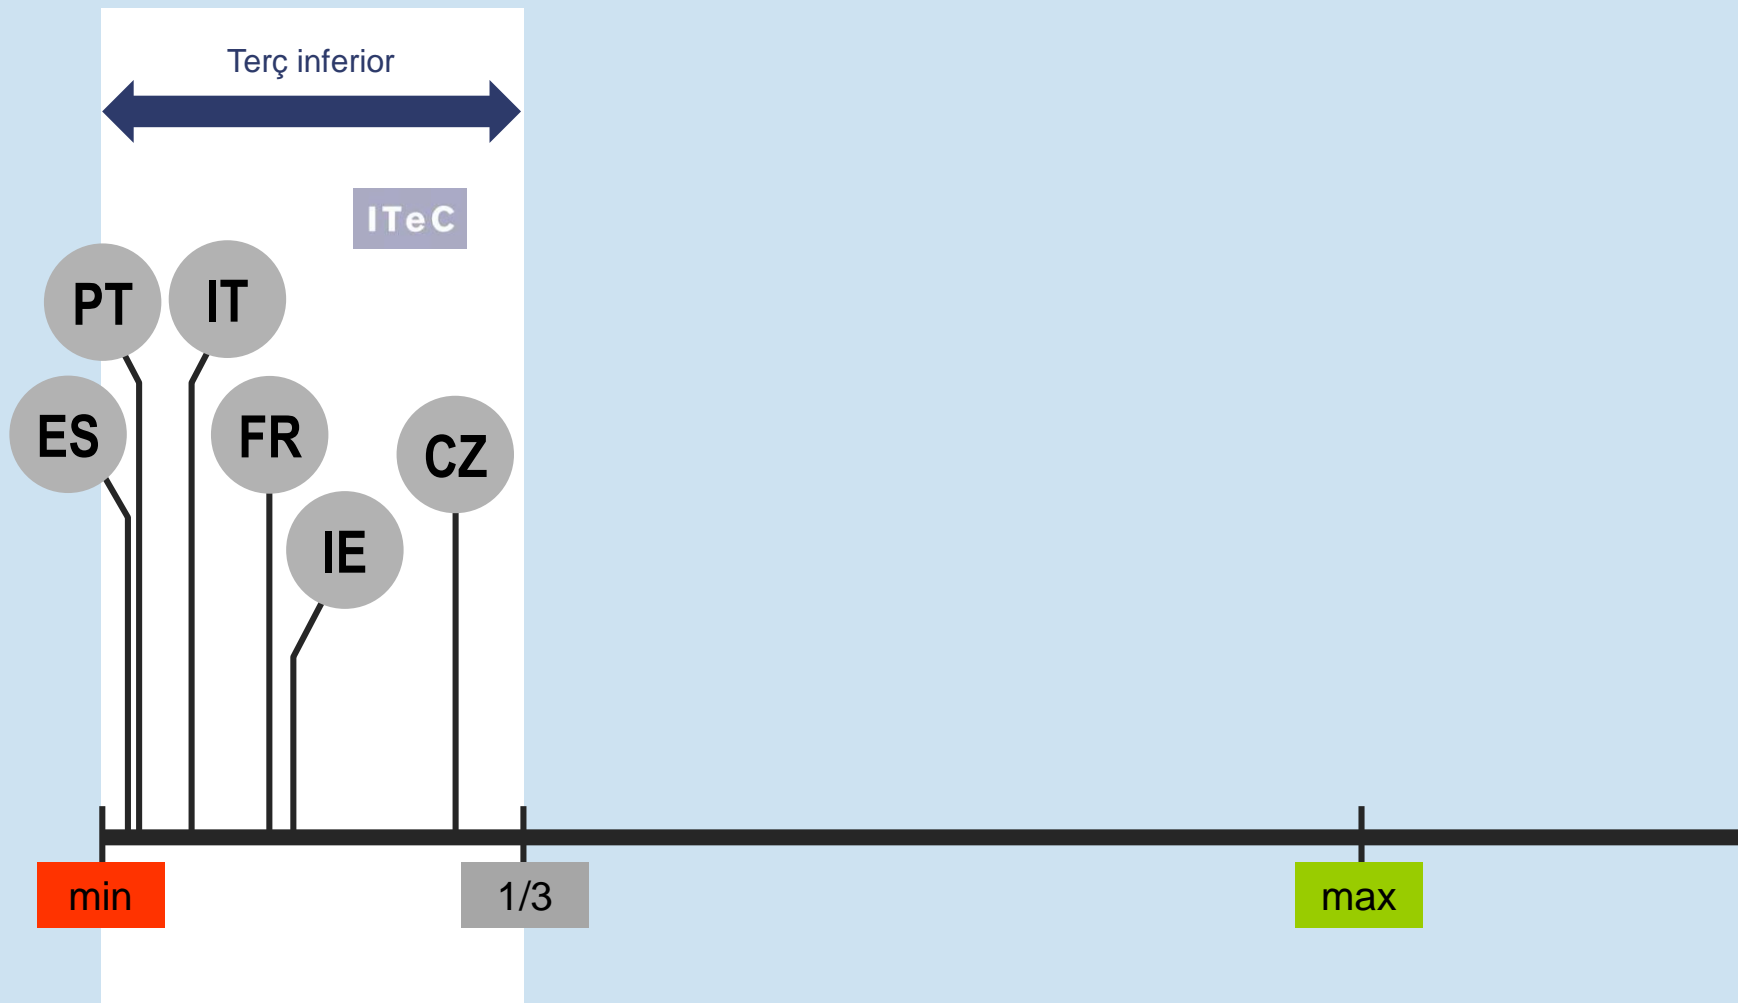 Terç inferior
ITeC
PT
IT
ES
FR
CZ
IE
min
1/3
max